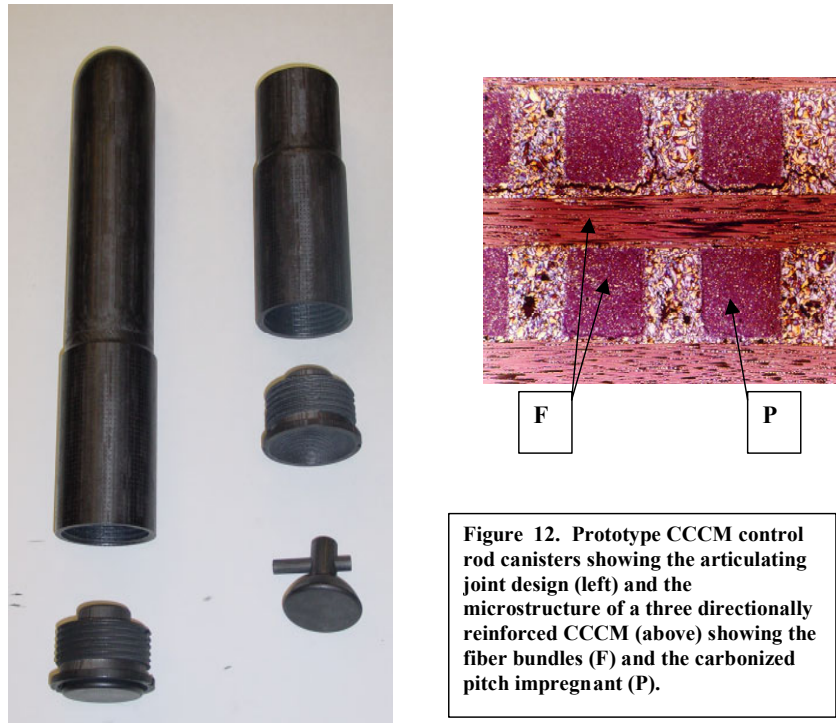 F
P
Figure 12. Prototype CCCM control
rod canisters showing the articulating
joint design (left) and the
microstructure of a three directionally
reinforced CCCM (above) showing the
fiber bundles (F) and the carbonized
pitch impregnant (P).